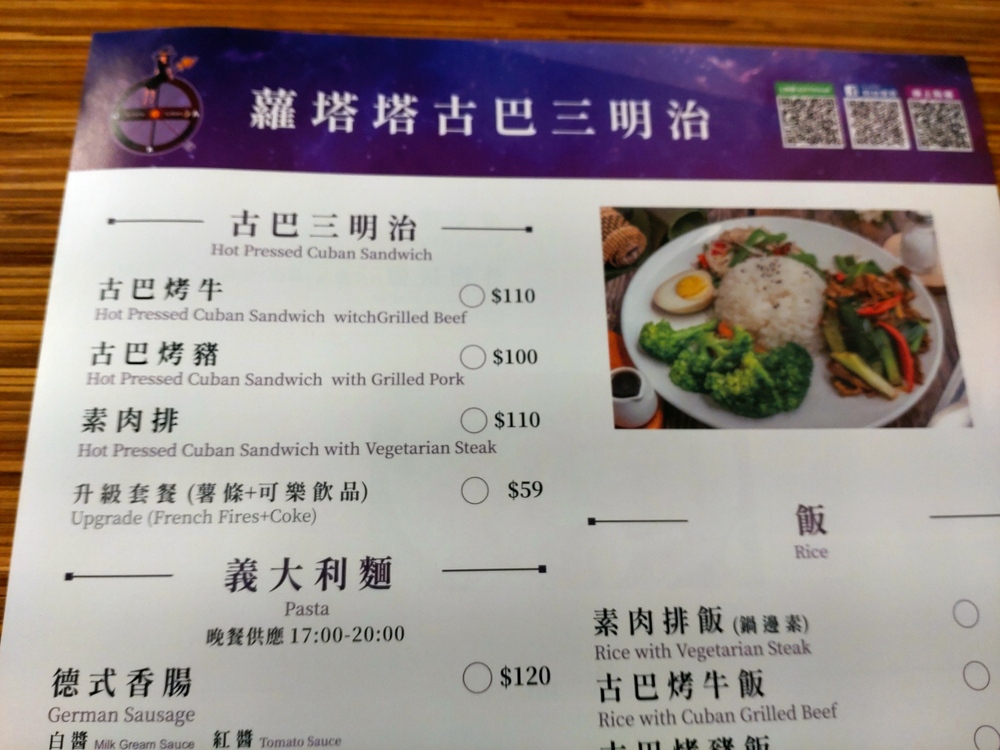 蘿塔塔古巴三明治
古巴三明治
Hot Pressed Cuban Sandwich
古巴烤牛 $110
Hot Pressed Cuban Sandwich witchGrilled Beef
古巴烤豬 $100
Hot Pressed Cuban Sandwich with Grilled Pork
素肉排 $110
Hot Pressed Cuban Sandwich with Vegetarian Steak
升級套餐 (薯條+可樂飲品) $59
Upgrade (French Fires+Coke)
義大利麵
Pasta
晚餐供應 17:00-20:00
德式香腸 $120
German Sausage
白醬 Milk Gream Sauce 紅醬 Tomato Sauce
飯
Rice
素肉排飯 (鍋邊素)
Rice with Vegetarian Steak
古巴烤牛飯
Rice with Cuban Grilled Beef
古巴烤豬飯